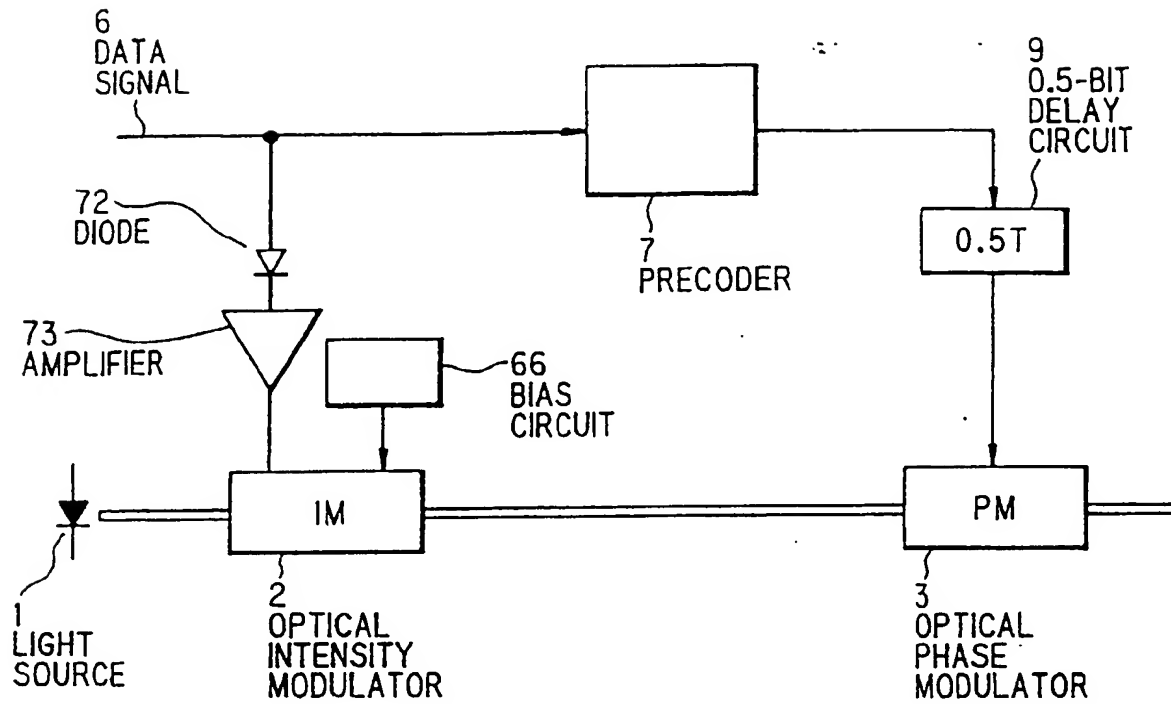 6
DATA
SIGNAL
9
0.5-BIT
DELAY
CIRCUIT
72
DIODE
7
PRECODER
0.5T
73
AMPLIFIER
66
BIAS
CIRCUIT
IM
PM
1
LIGHT
SOURCE
2
OPTICAL
INTENSITY
MODULATOR
3
OPTICAL
PHASE
MODULATOR